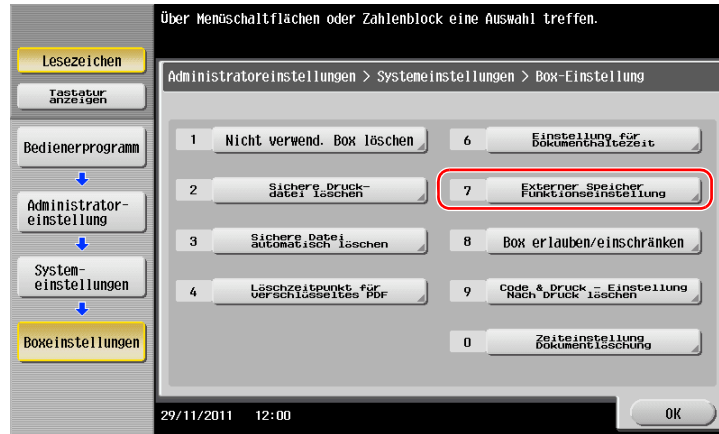 Über Menüschaltflächen oder Zahlenblock eine Auswahl treffen.
Lesezeichen
Tastatur
anzeigen
Bedienerprogramm
Administrator-
einstellung
System-
einstellungen
Boxeinstellungen
Administratoreinstellungen > Systemeinstellungen > Box-Einstellung
1 Nicht verwend. Box löschen
2 Sichere Druck-
datei löschen
3 Sichere Datei
automatisch löschen
4 Löschzeitpunkt für
verschlüsseltes PDF
6 Einstellung für
Dokumenthaltezeit
7 Externer Speicher
Funktionseinstellung
8 Box erlauben/einschränken
9 Code & Druck - Einstellung
Nach Druck löschen
0 Zeiteinstellung
Dokumentlöschung
29/11/2011 12:00
OK